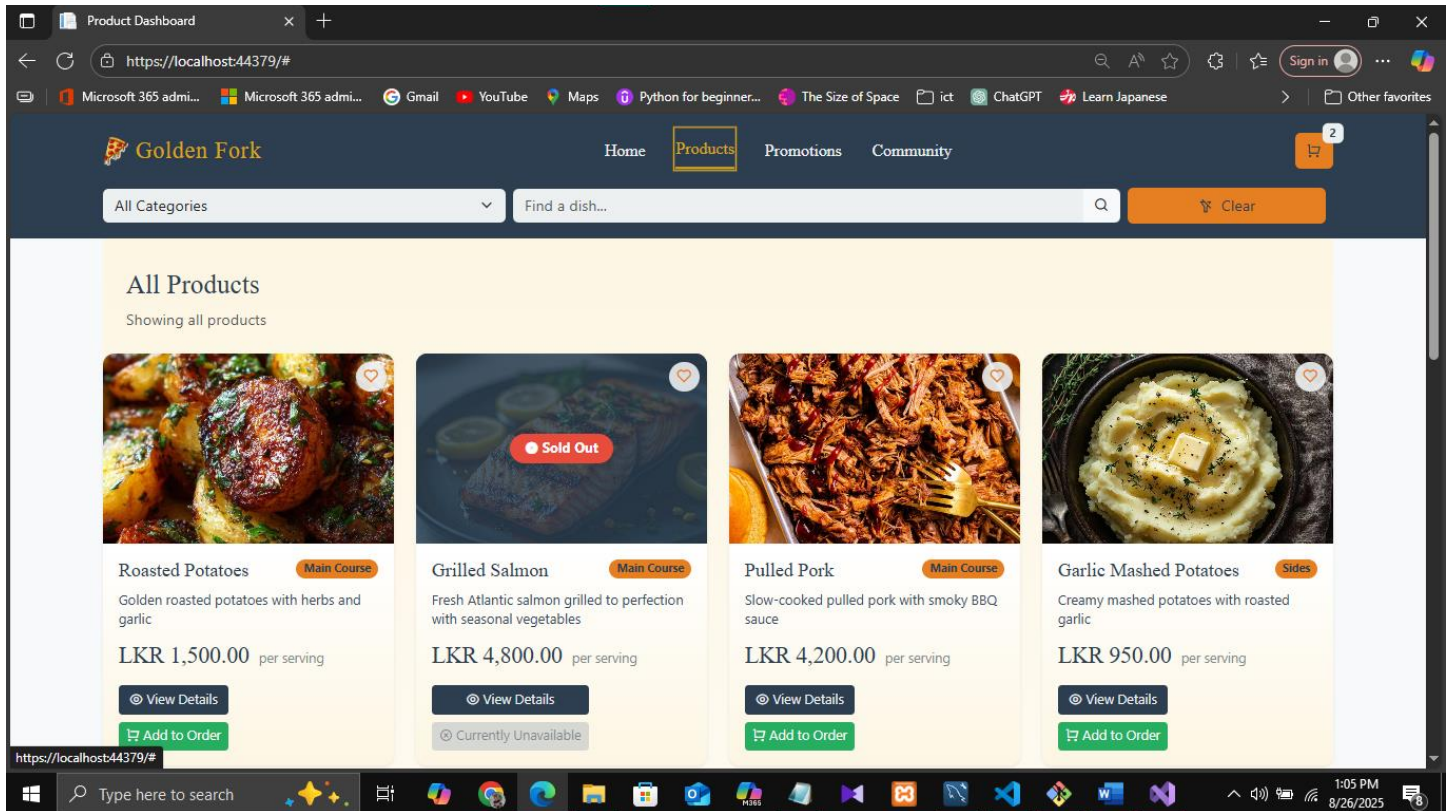 Product Dashboard
https://localhost:44379/#
Sign in
Microsoft 365 admi...
Microsoft 365 admi...
Gmail
YouTube
Maps
Python for beginner...
The Size of Space
ict
ChatGPT
Learn Japanese
Other favorites
Golden Fork
Home
Products
Promotions
Community
2
All Categories
Find a dish...
Clear
All Products
Showing all products
Sold Out
Roasted Potatoes
Main Course
Golden roasted potatoes with herbs and
garlic
LKR 1,500.00 per serving
View Details
Add to Order
Grilled Salmon
Main Course
Fresh Atlantic salmon grilled to perfection
with seasonal vegetables
LKR 4,800.00 per serving
View Details
Currently Unavailable
Pulled Pork
Main Course
Slow-cooked pulled pork with smoky BBQ
sauce
LKR 4,200.00 per serving
View Details
Add to Order
Garlic Mashed Potatoes
Sides
Creamy mashed potatoes with roasted
garlic
LKR 950.00 per serving
View Details
Add to Order
https://localhost:44379/#
Type here to search
M365
1:05 PM
8/26/2025
8